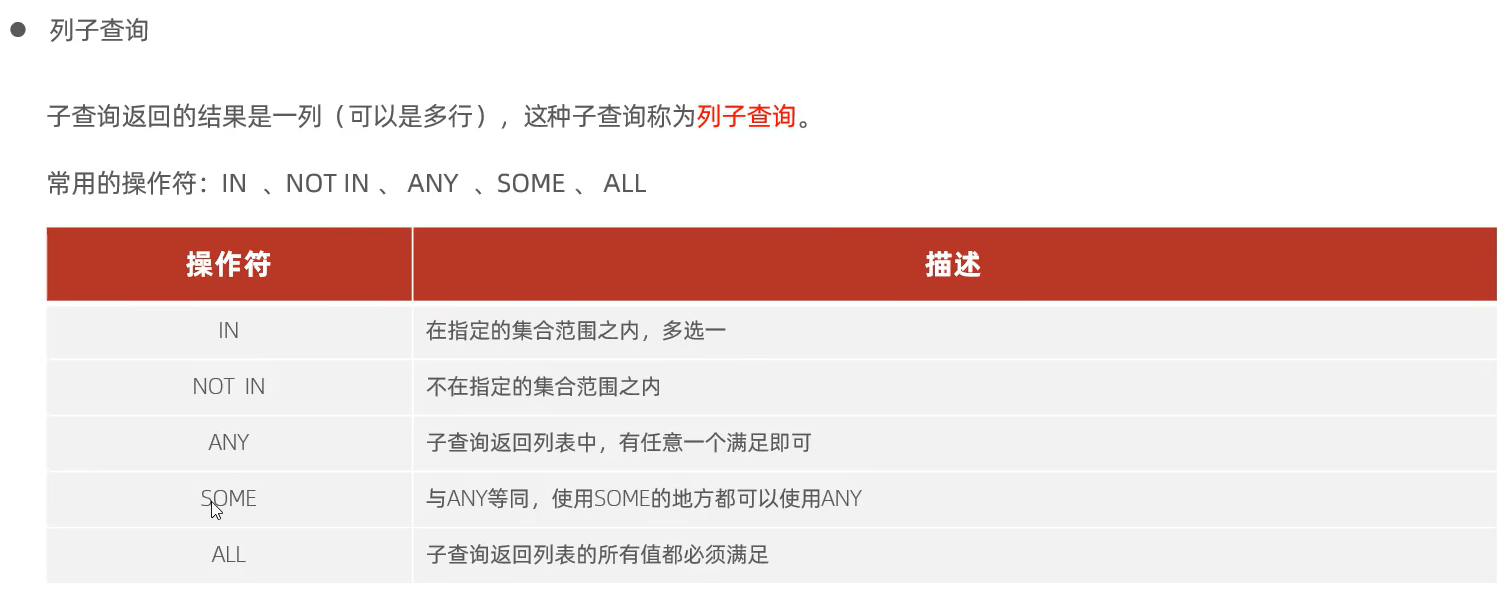 列子查询
子查询返回的结果是一列（可以是多行），这种子查询称为列子查询。
常用的操作符：IN 、NOT IN 、 ANY 、SOME 、 ALL
操作符 描述
IN 在指定的集合范围之内，多选一
NOT IN 不在指定的集合范围之内
ANY 子查询返回列表中，有任意一个满足即可
SOME 与ANY等同，使用SOME的地方都可以使用ANY
ALL 子查询返回列表的所有值都必须满足